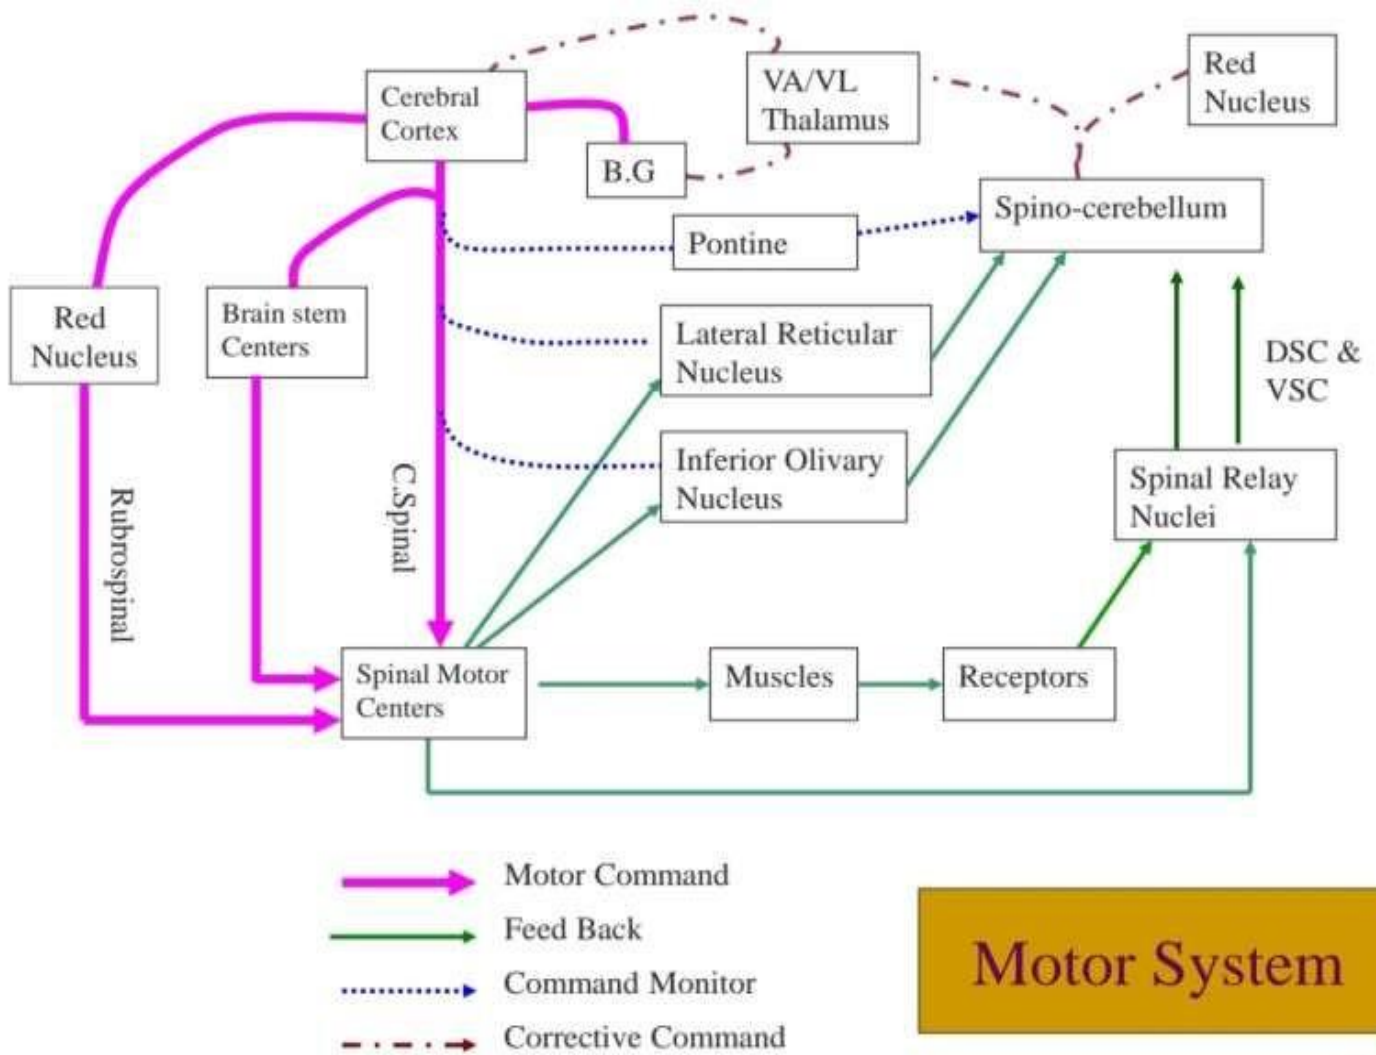 Cerebral
Cortex
VA/VL
Thalamus
Red
Nucleus
B.G
Spino-cerebellum
Pontine
Red
Nucleus
Brain stem
Centers
Lateral Reticular
Nucleus
DSC &
VSC
Inferior Olivary
Nucleus
Spinal Relay
Nuclei
Rubrospinal
C.Spinal
Spinal Motor
Centers
Muscles
Receptors
Motor Command
Feed Back
Command Monitor
Corrective Command
Motor System